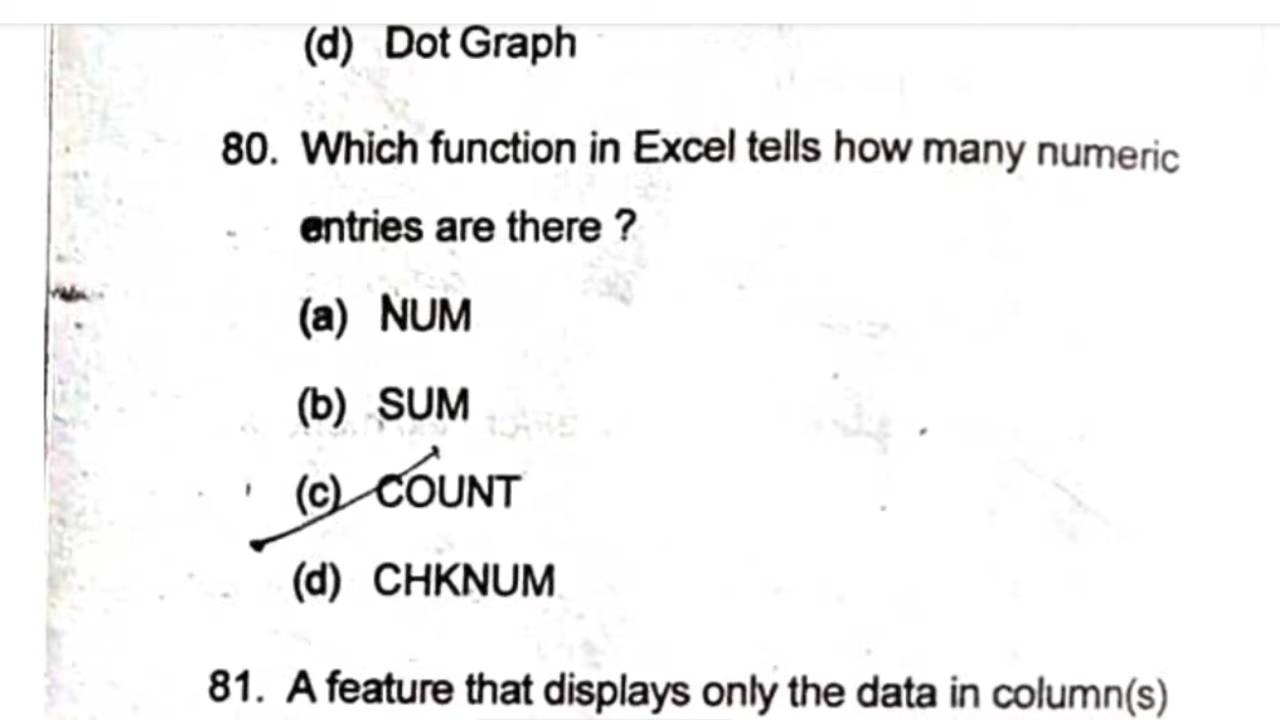 (d) Dot Graph
80. Which function in Excel tells how many numeric
entries are there ?
(a) NUM
(b) SUM
(c) COUNT
(d) CHKNUM
81. A feature that displays only the data in column(s)